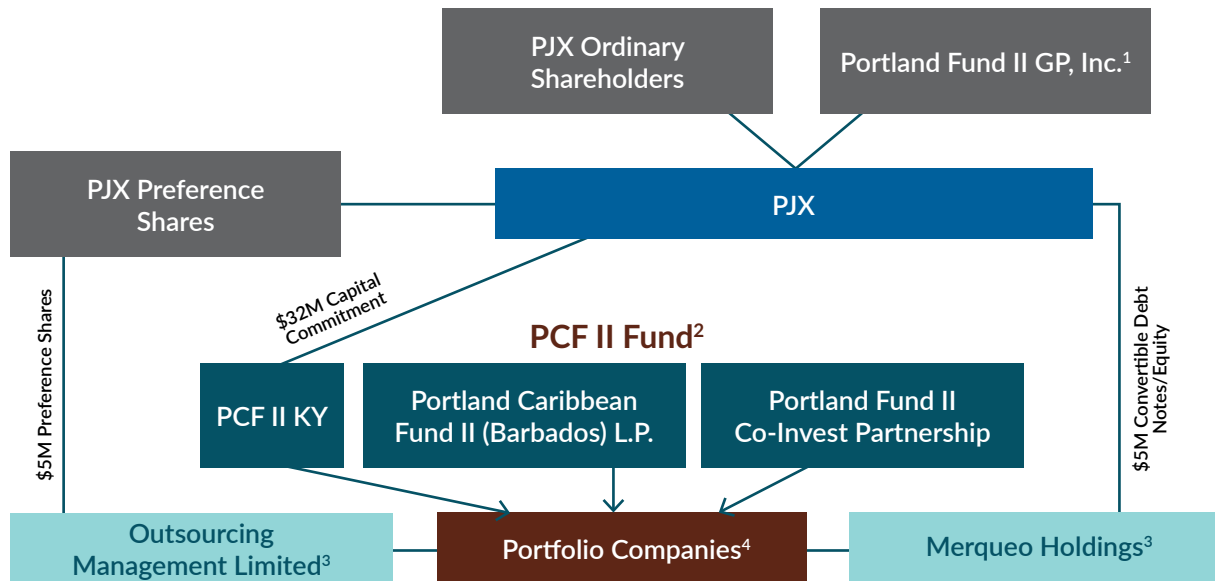 PJX Ordinary
Shareholders
Portland Fund II GP, Inc.¹
PJX Preference
Shares
PJX
$32M Capital
Commitment
$5M Preference Shares
$5M Convertible Debt
Notes/Equity
PCF II Fund²
PCF II KY
Portland Caribbean
Fund II (Barbados) L.P.
Portland Fund II
Co-Invest Partnership
Outsourcing
Management Limited³
Portfolio Companies⁴
Merqueo Holdings³